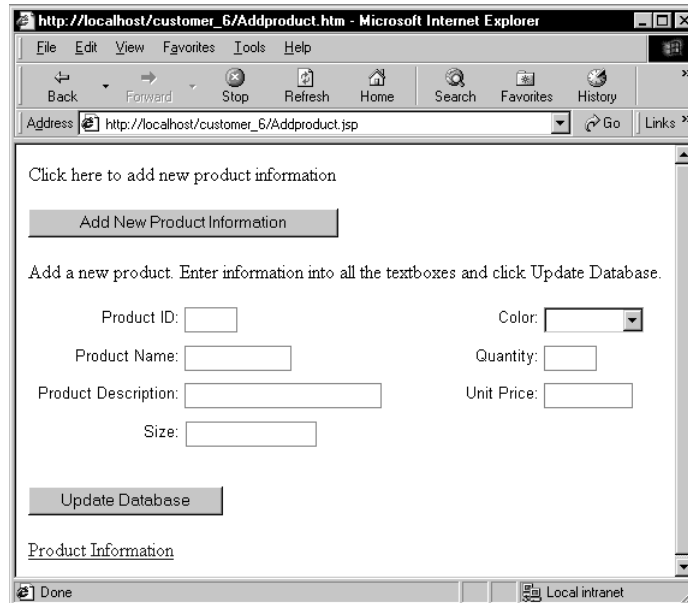 http://localhost/customer_6/Addproduct.htm - Microsoft Internet Explorer
File Edit View Favorites Tools Help
Back Forward Stop Refresh Home Search Favorites History »
Address http://localhost/customer_6/Addproduct.jsp Go Links »
Click here to add new product information
Add New Product Information
Add a new product. Enter information into all the textboxes and click Update Database.
Product ID: Color:
Product Name: Quantity:
Product Description: Unit Price:
Size:
Update Database
Product Information
Done Local intranet